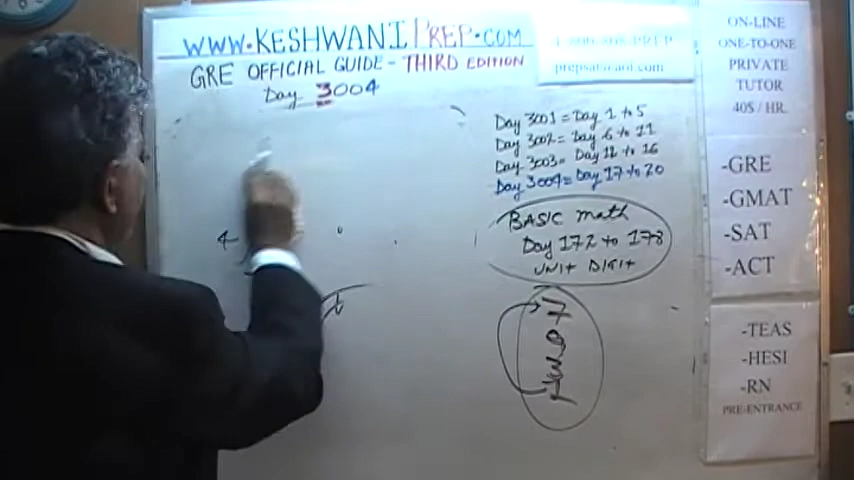 WWW.KESHWANIPREP.COM
GRE OFFICIAL GUIDE - THIRD EDITION
Day 3004
prepsatwani.com
Day 3001 = Day 1 to 5
Day 3002 = Day 6 to 11
Day 3003 = Day 12 to 16
Day 3004 = Day 17 to 20
BASIC math
Day 172 to 178
UNIT DIGIT
4
ON-LINE
ONE-TO-ONE
PRIVATE
TUTOR
40$ / HR.
-GRE
-GMAT
-SAT
-ACT
-TEAS
-HESI
-RN
PRE-ENTRANCE